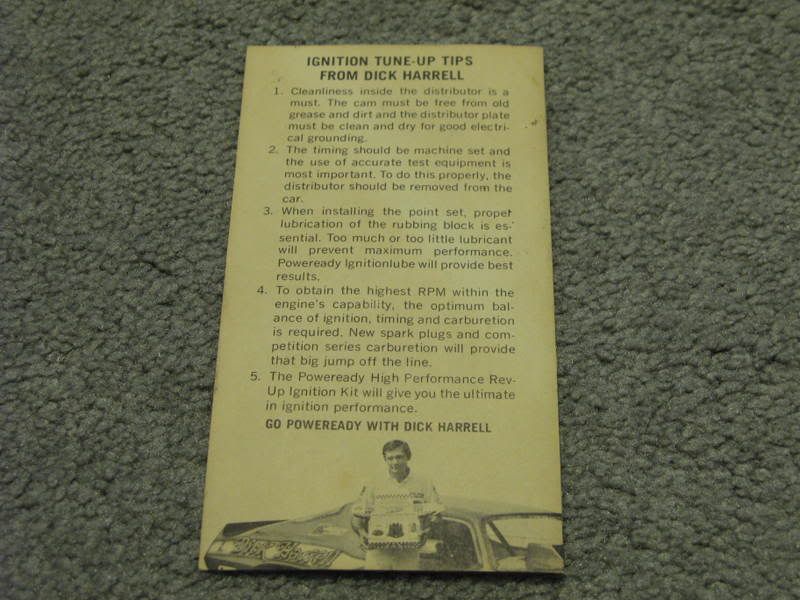 IGNITION TUNE-UP TIPS
FROM DICK HARRELL
1. Cleanliness inside the distributor is a
must. The cam must be free from old
grease and dirt and the distributor plate
must be clean and dry for good electri-
cal grounding.
2. The timing should be machine set and
the use of accurate test equipment is
most important. To do this properly, the
distributor should be removed from the
car.
3. When installing the point set, proper
lubrication of the rubbing block is es-
sential. Too much or too little lubricant
will prevent maximum performance.
Poweready Ignitionlube will provide best
results.
4. To obtain the highest RPM within the
engine's capability, the optimum bal-
ance of ignition, timing and carburetion
is required. New spark plugs and com-
petition series carburetion will provide
that big jump off the line.
5. The Poweready High Performance Rev-
Up Ignition Kit will give you the ultimate
in ignition performance.
GO POWEREADY WITH DICK HARRELL